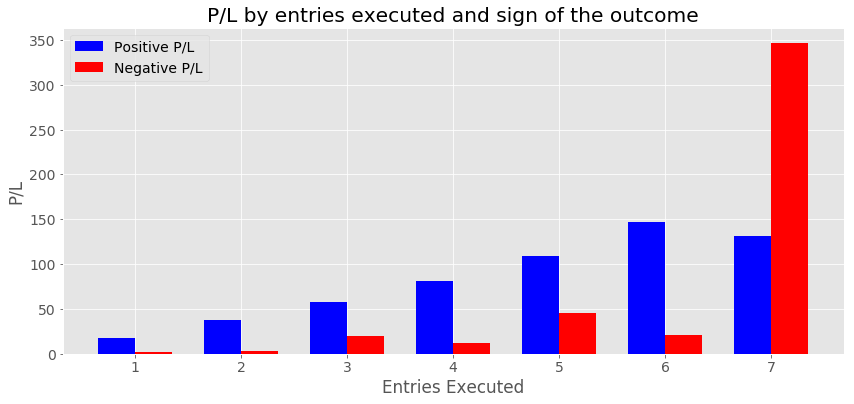 P/L by entries executed and sign of the outcome
Positive P/L
Negative P/L
350
300
250
200
150
100
50
0
P/L
1 2 3 4 5 6 7
Entries Executed